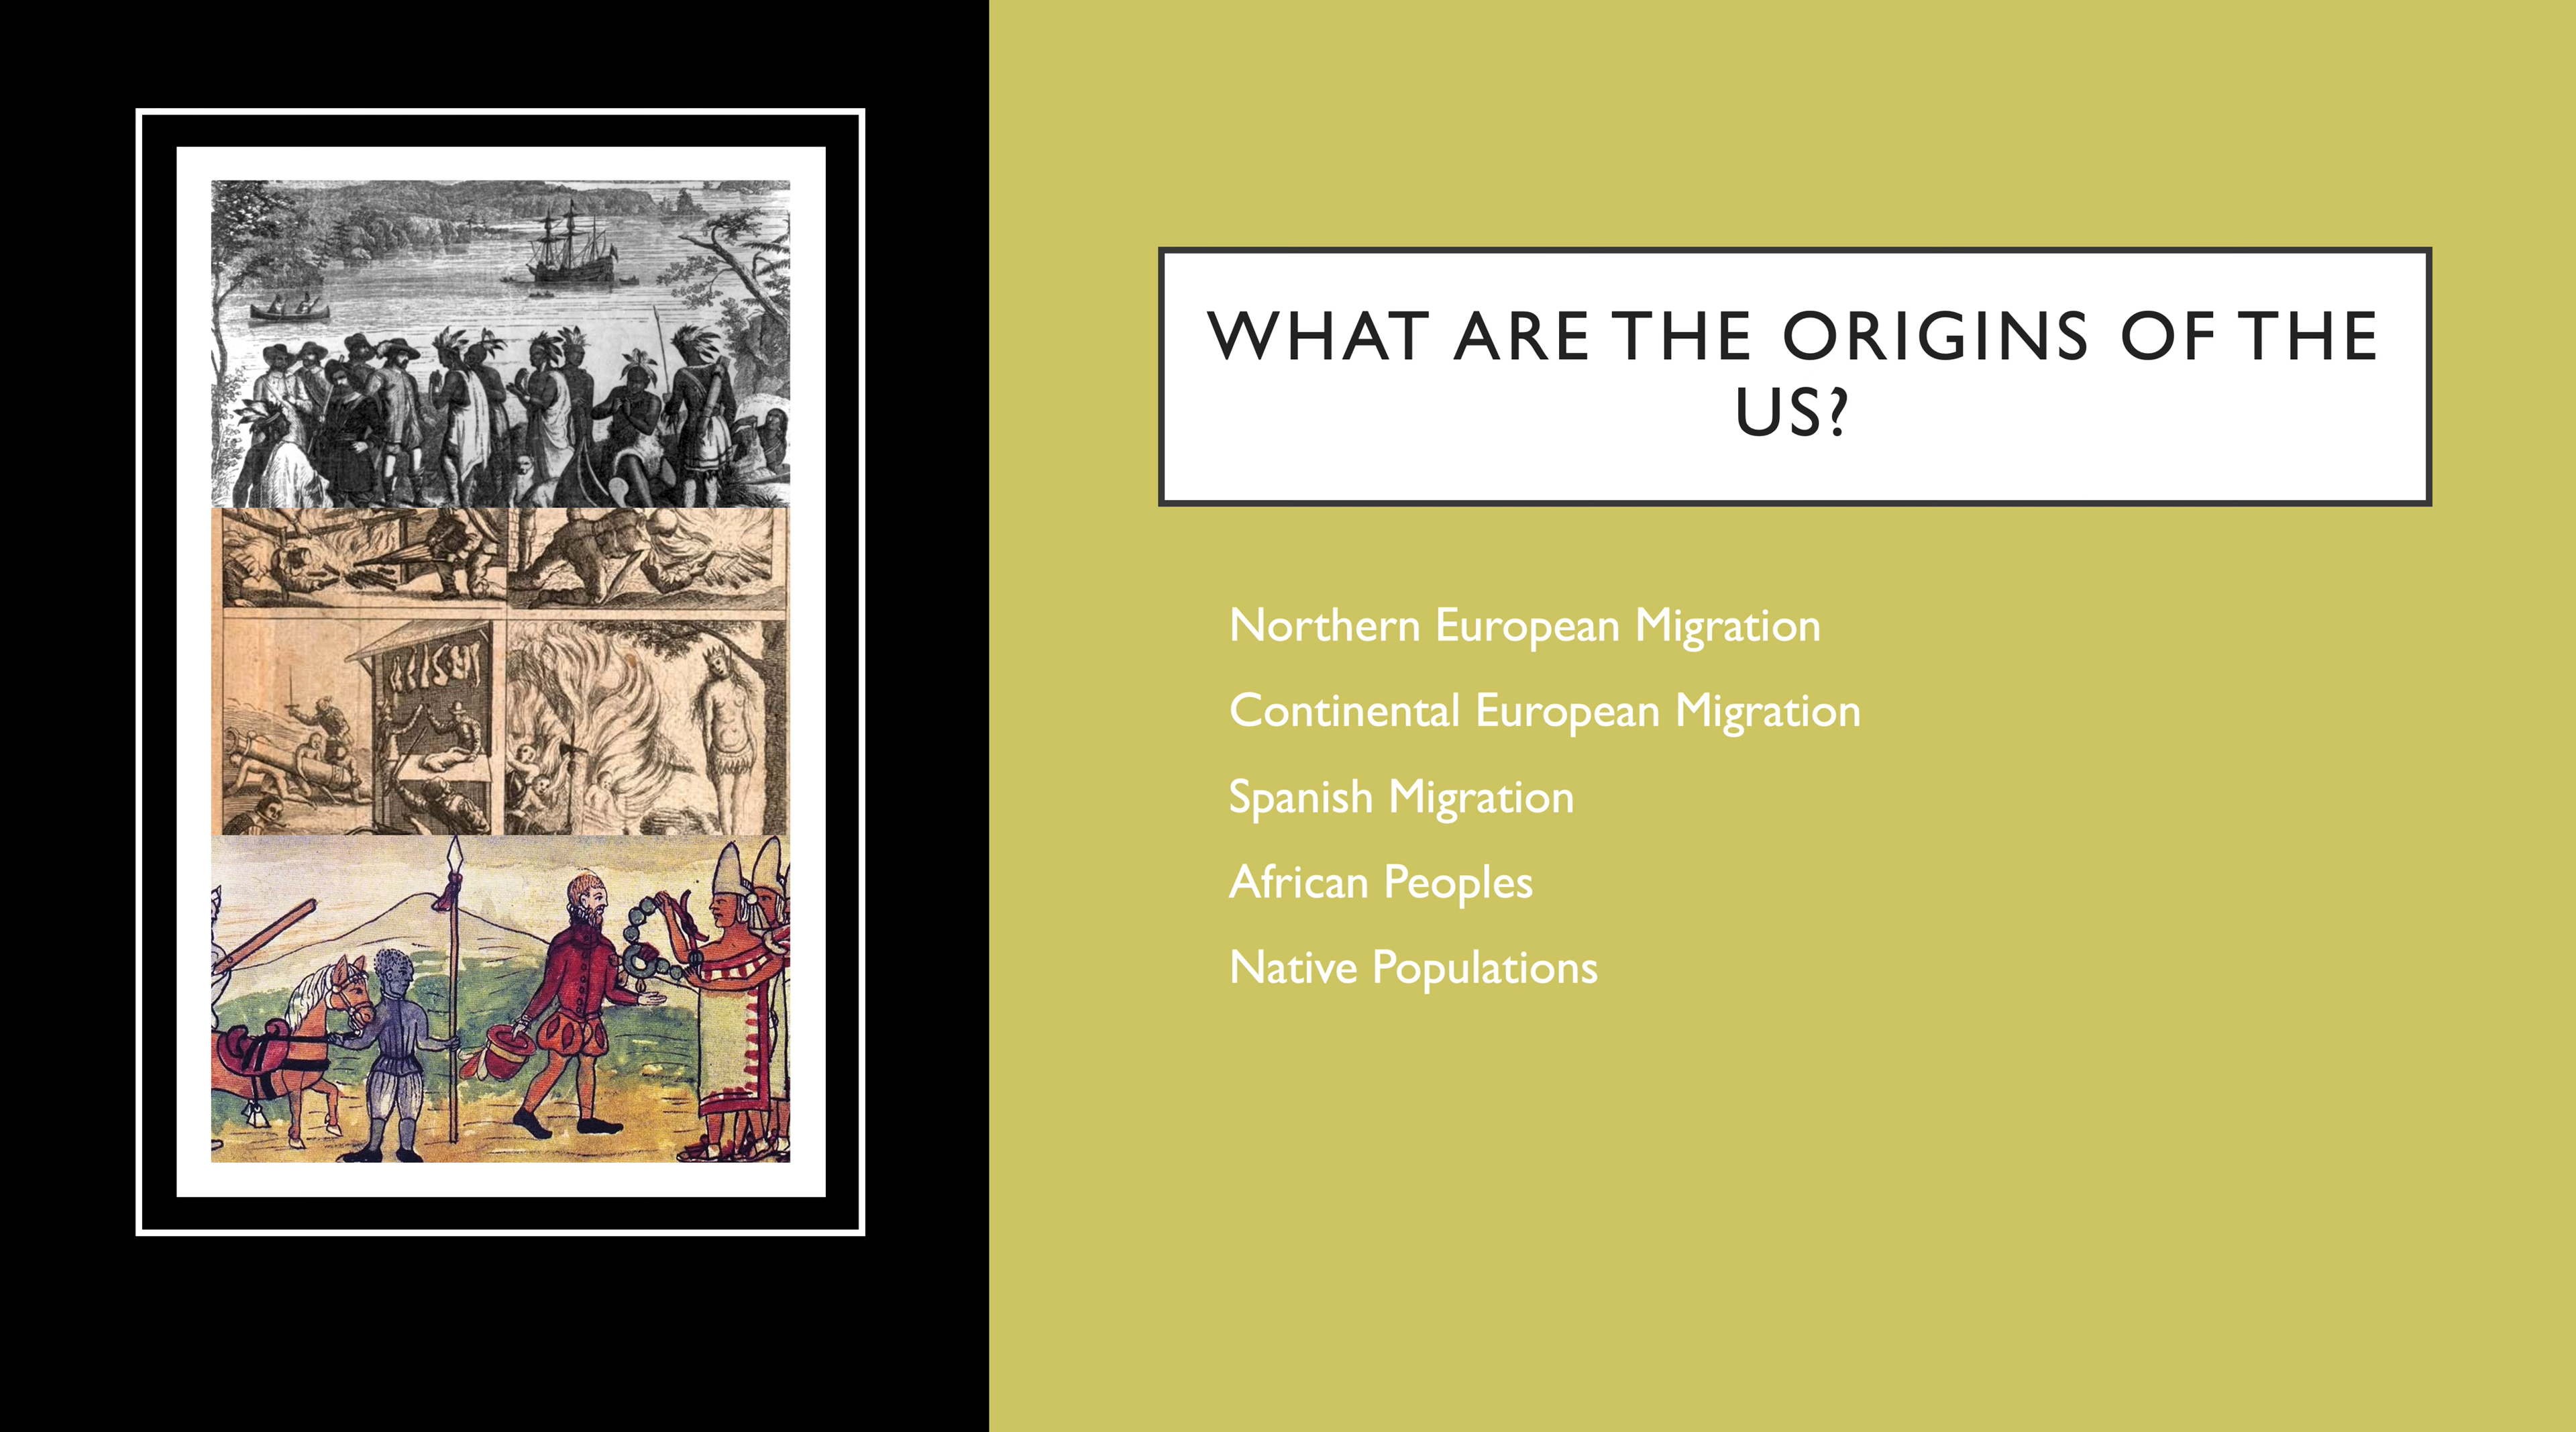 WHAT ARE THE ORIGINS OF THE
US?
Northern European Migration
Continental European Migration
Spanish Migration
African Peoples
Native Populations